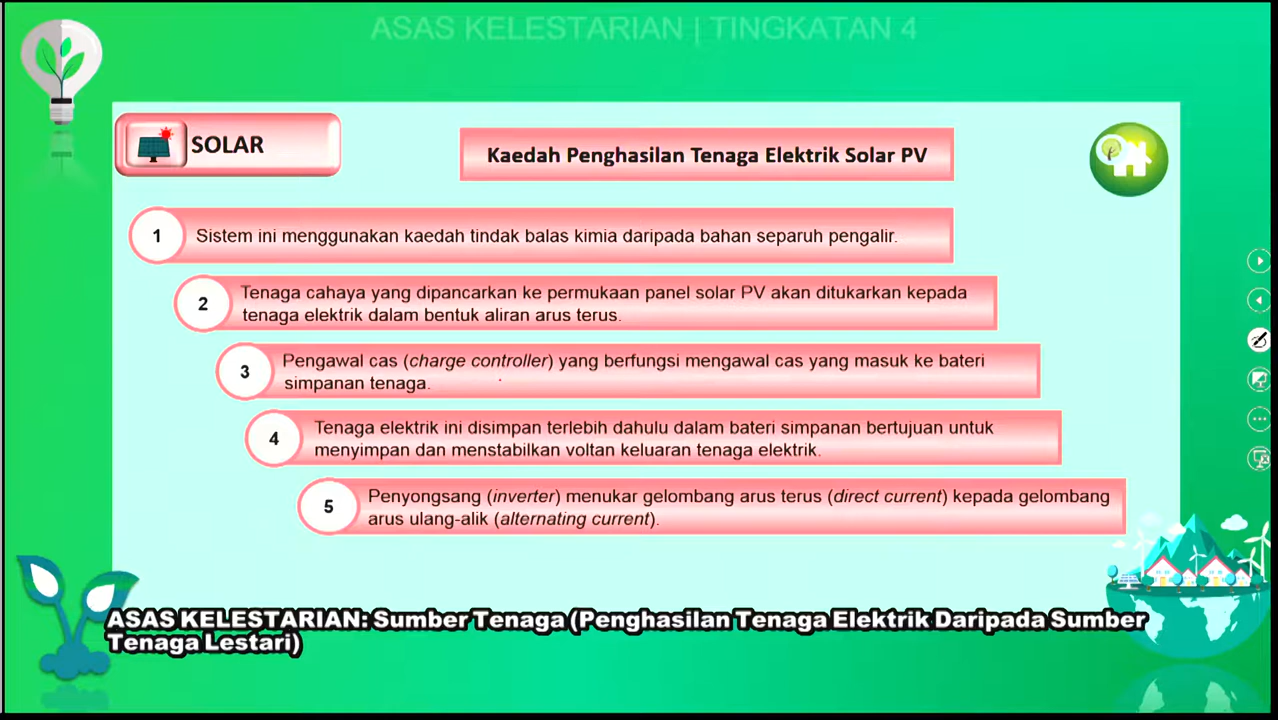 ASAS KELESTARIAN | TINGKATAN 4
SOLAR
Kaedah Penghasilan Tenaga Elektrik Solar PV
1
Sistem ini menggunakan kaedah tindak balas kimia daripada bahan separuh pengalir.
2
Tenaga cahaya yang dipancarkan ke permukaan panel solar PV akan ditukarkan kepada
tenaga elektrik dalam bentuk aliran arus terus.
3
Pengawal cas (charge controller) yang berfungsi mengawal cas yang masuk ke bateri
simpanan tenaga.
4
Tenaga elektrik ini disimpan terlebih dahulu dalam bateri simpanan bertujuan untuk
menyimpan dan menstabilkan voltan keluaran tenaga elektrik.
5
Penyongsang (inverter) menukar gelombang arus terus (direct current) kepada gelombang
arus ulang-alik (alternating current).
ASAS KELESTARIAN: Sumber Tenaga (Penghasilan Tenaga Elektrik Daripada Sumber
Tenaga Lestari)